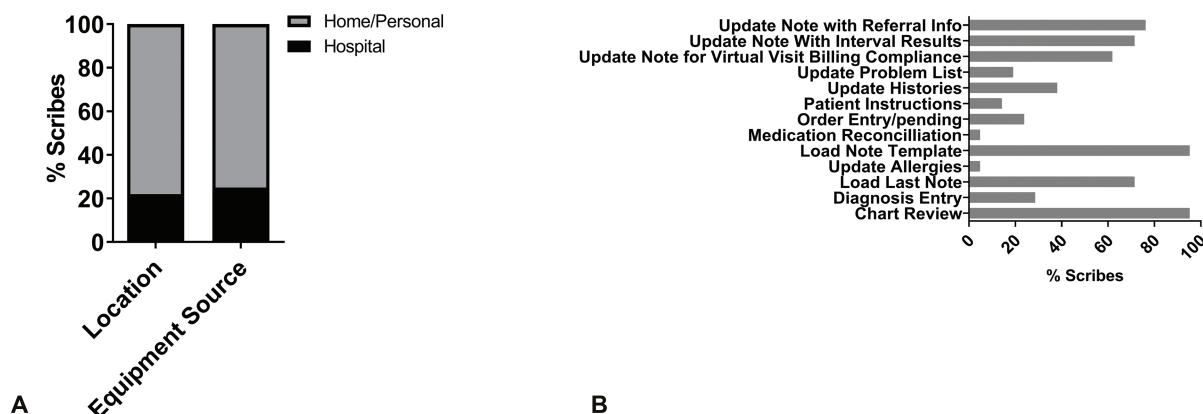 100
80
60
40
20
0
% Scribes
Location
Equipment Source
Home/Personal
Hospital
A
Update Note with Referral Info
Update Note With Interval Results
Update Note for Virtual Visit Billing Compliance
Update Problem List
Update Histories
Patient Instructions
Order Entry/pending
Medication Reconcilliation
Load Note Template
Update Allergies
Load Last Note
Diagnosis Entry
Chart Review
0 20 40 60 80 100
% Scribes
B